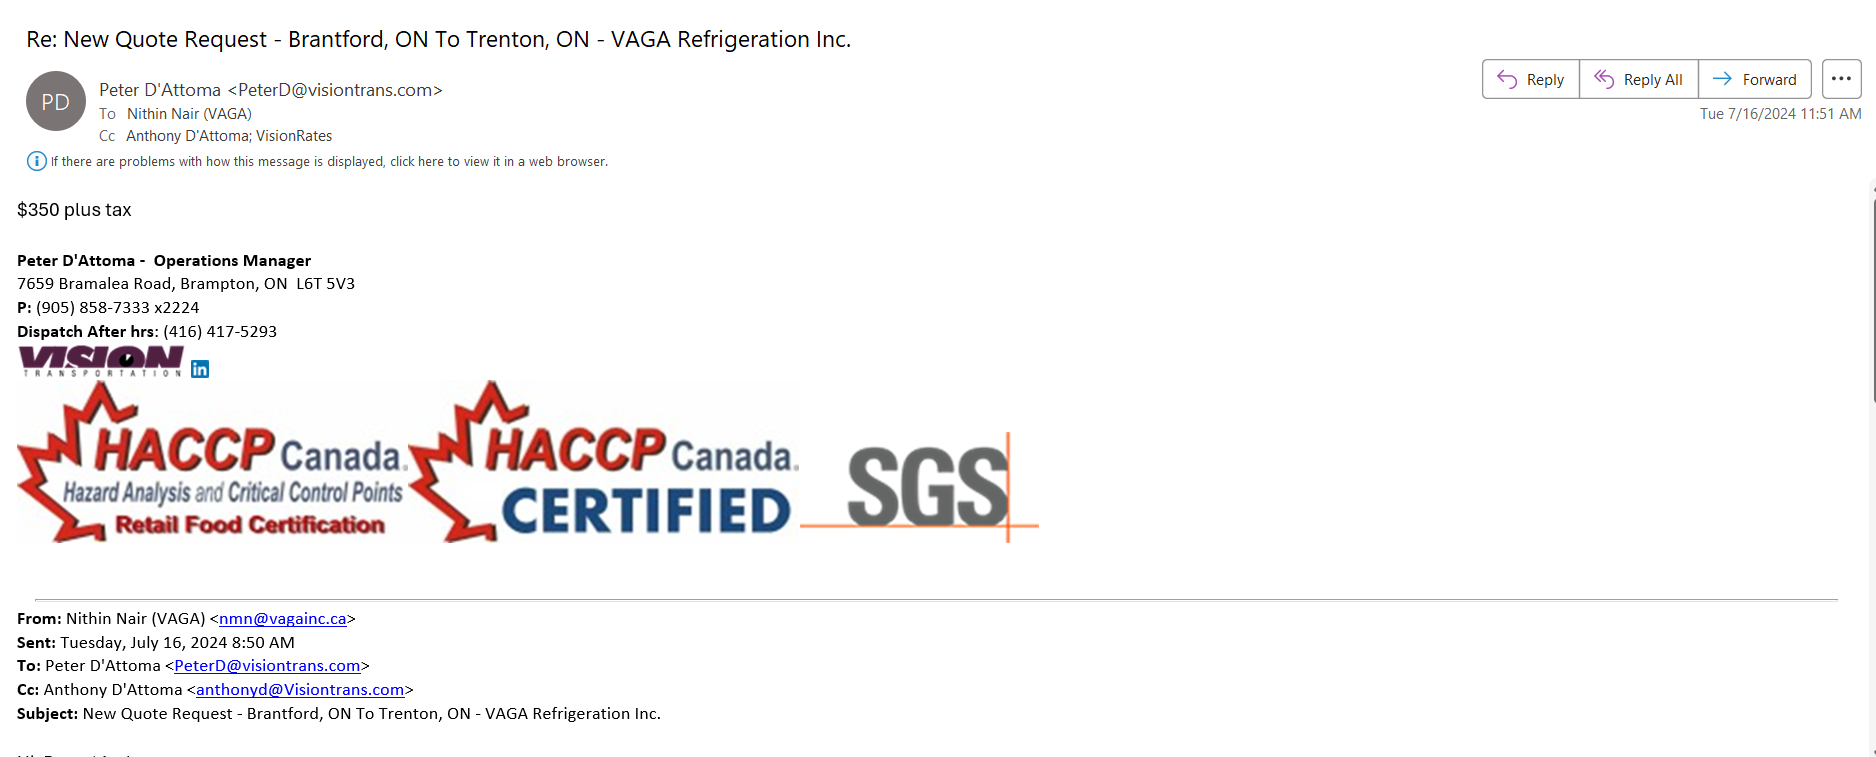 Re: New Quote Request - Brantford, ON To Trenton, ON - VAGA Refrigeration Inc.
PD
Peter D'Attoma <PeterD@visiontrans.com>
To Nithin Nair (VAGA)
Cc Anthony D'Attoma; VisionRates
Reply
Reply All
Forward
Tue 7/16/2024 11:51 AM
If there are problems with how this message is displayed, click here to view it in a web browser.
$350 plus tax
Peter D'Attoma - Operations Manager
7659 Bramalea Road, Brampton, ON L6T 5V3
P: (905) 858-7333 x2224
Dispatch After hrs: (416) 417-5293
VISION
TRANSPORTATION
in
HACCP Canada.
Hazard Analysis and Critical Control Points
Retail Food Certification
HACCP Canada.
CERTIFIED
SGS
From: Nithin Nair (VAGA) <nmn@vagainc.ca>
Sent: Tuesday, July 16, 2024 8:50 AM
To: Peter D'Attoma <PeterD@visiontrans.com>
Cc: Anthony D'Attoma <anthonyd@Visiontrans.com>
Subject: New Quote Request - Brantford, ON To Trenton, ON - VAGA Refrigeration Inc.